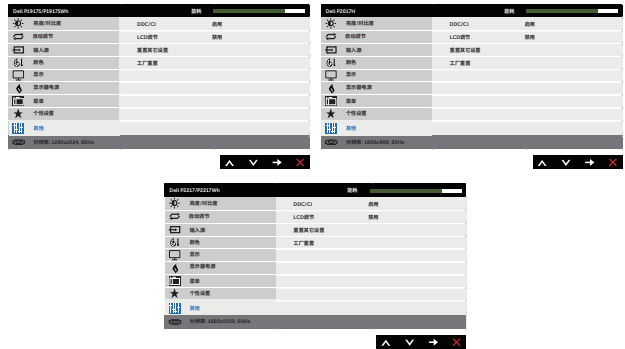 Dell P1917S/P1917SWh 能耗
亮度/对比度 DDC/CI 启用
自动调节 LCD调节 禁用
输入源 重置其它设置
颜色 工厂重置
显示
显示器电源
菜单
个性设置
其他
分辨率: 1280x1024, 60Hz
Dell P2017H 能耗
亮度/对比度 DDC/CI 启用
自动调节 LCD调节 禁用
输入源 重置其它设置
颜色 工厂重置
显示
显示器电源
菜单
个性设置
其他
分辨率: 1600x900, 60Hz
Dell P2217/P2217Wh 能耗
亮度/对比度 DDC/CI 启用
自动调节 LCD调节 禁用
输入源 重置其它设置
颜色 工厂重置
显示
显示器电源
菜单
个性设置
其他
分辨率: 1680x1050, 60Hz